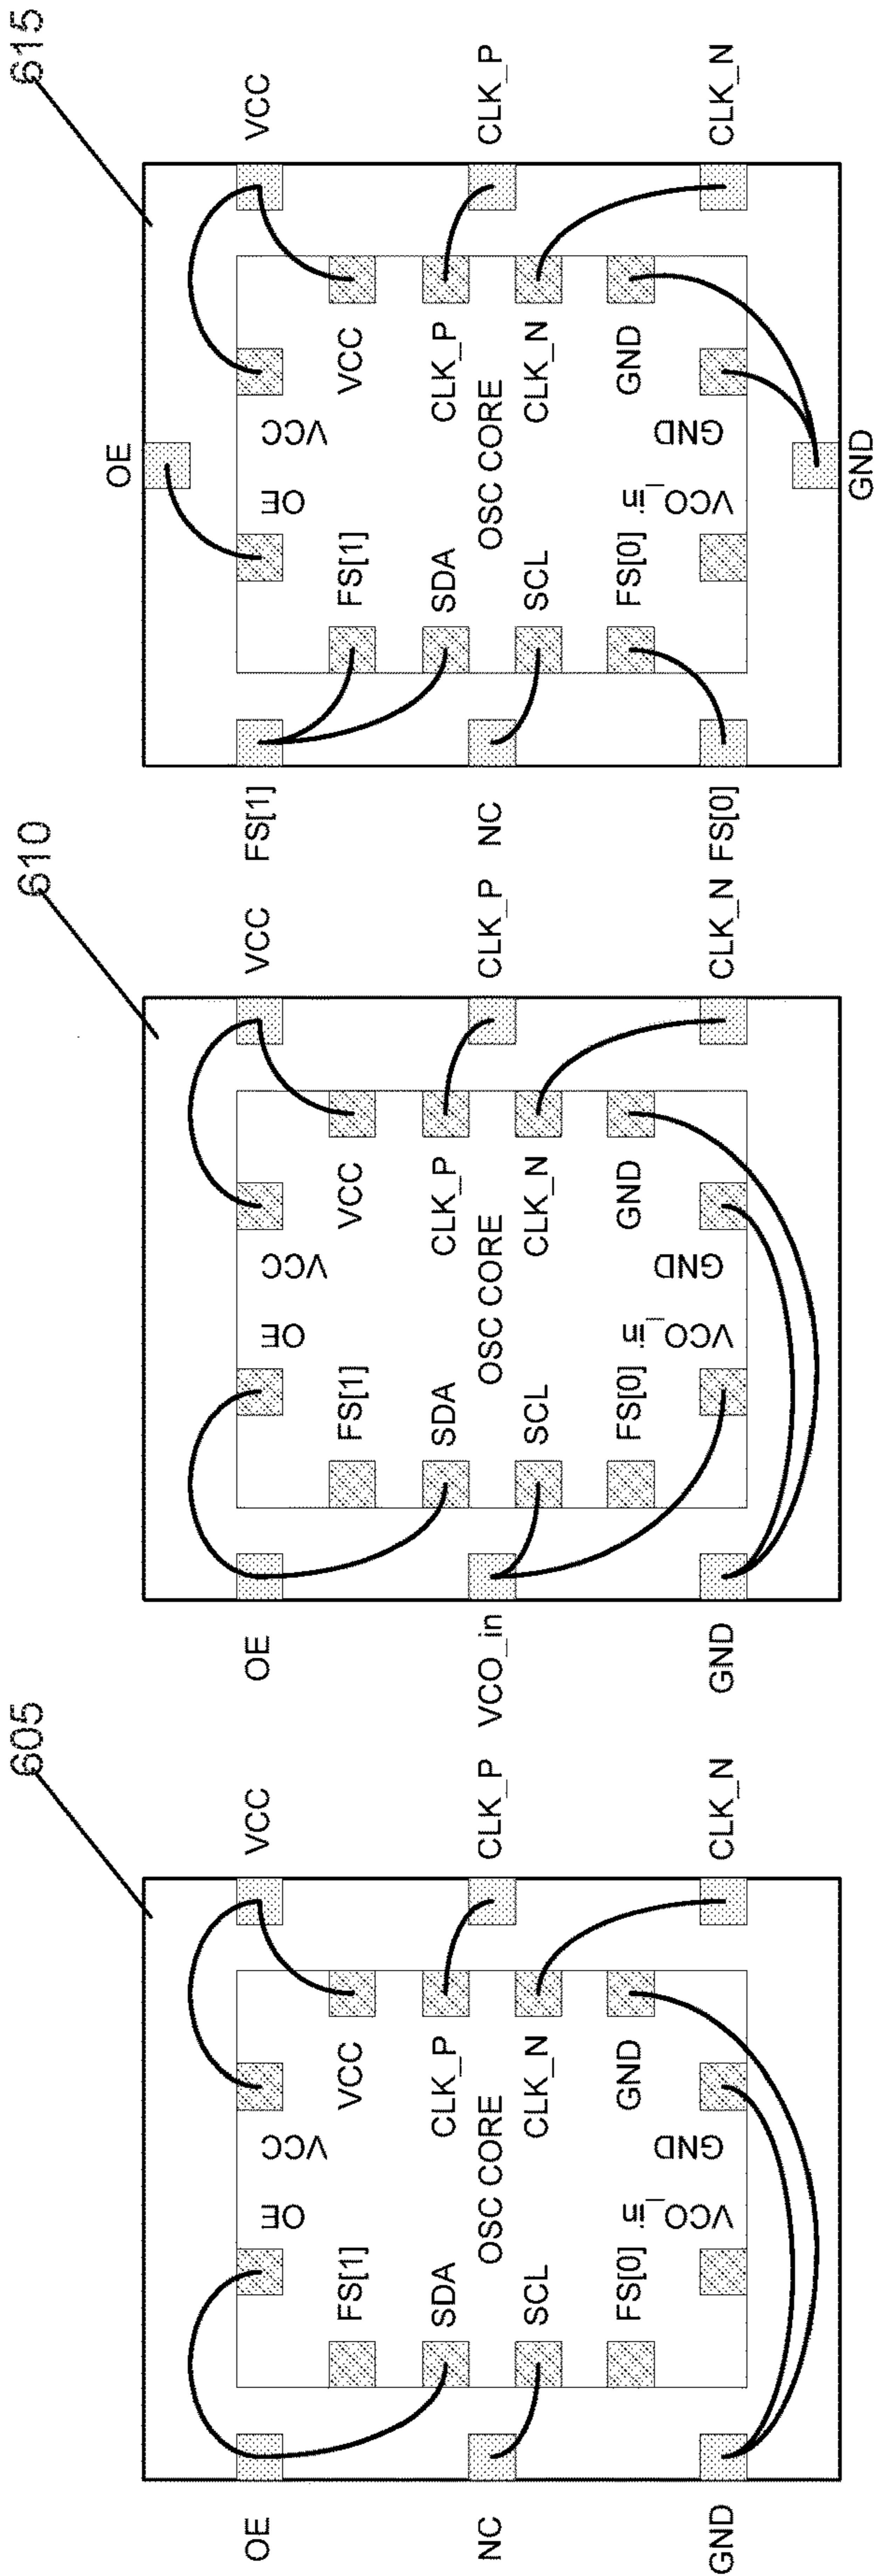 605
OE
NC
GND
VCC
CLK_P
CLK_N
OE
VCC
FS[1]
SDA
SCL
FS[0]
OSC CORE
VCC
CLK_P
CLK_N
GND
VCO_in
GND
610
OE
VCO_in
GND
VCC
CLK_P
CLK_N
OE
VCC
FS[1]
SDA
SCL
FS[0]
OSC CORE
VCC
CLK_P
CLK_N
GND
VCO_in
GND
615
FS[1]
NC
FS[0]
OE
VCC
CLK_P
CLK_N
GND
OE
VCC
FS[1]
SDA
SCL
FS[0]
OSC CORE
VCC
CLK_P
CLK_N
GND
VCO_in
GND